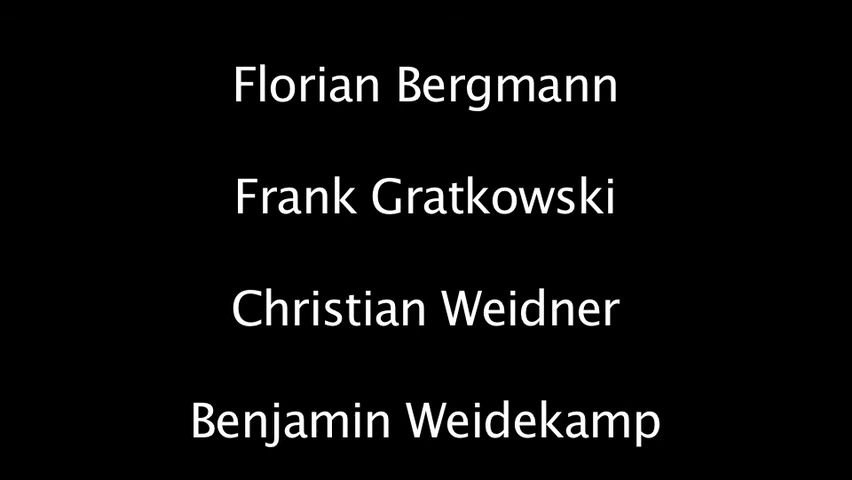 Florian Bergmann
Frank Gratkowski
Christian Weidner
Benjamin Weidekamp